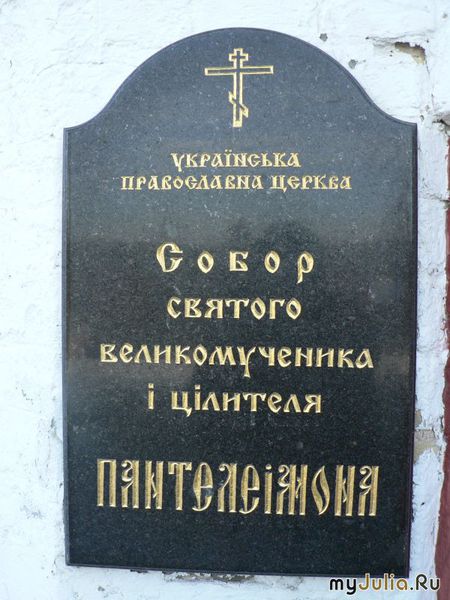 УКРАЇНСЬКА
ПРАВОСЛАВНА ЦЕРКВА
СОБОР
СВЯТОГО
ВЕЛИКОМУЧЕНИКА
І ЦІЛИТЕЛЯ
ПАНТЕЛЕІМОНА
myJulia.Ru